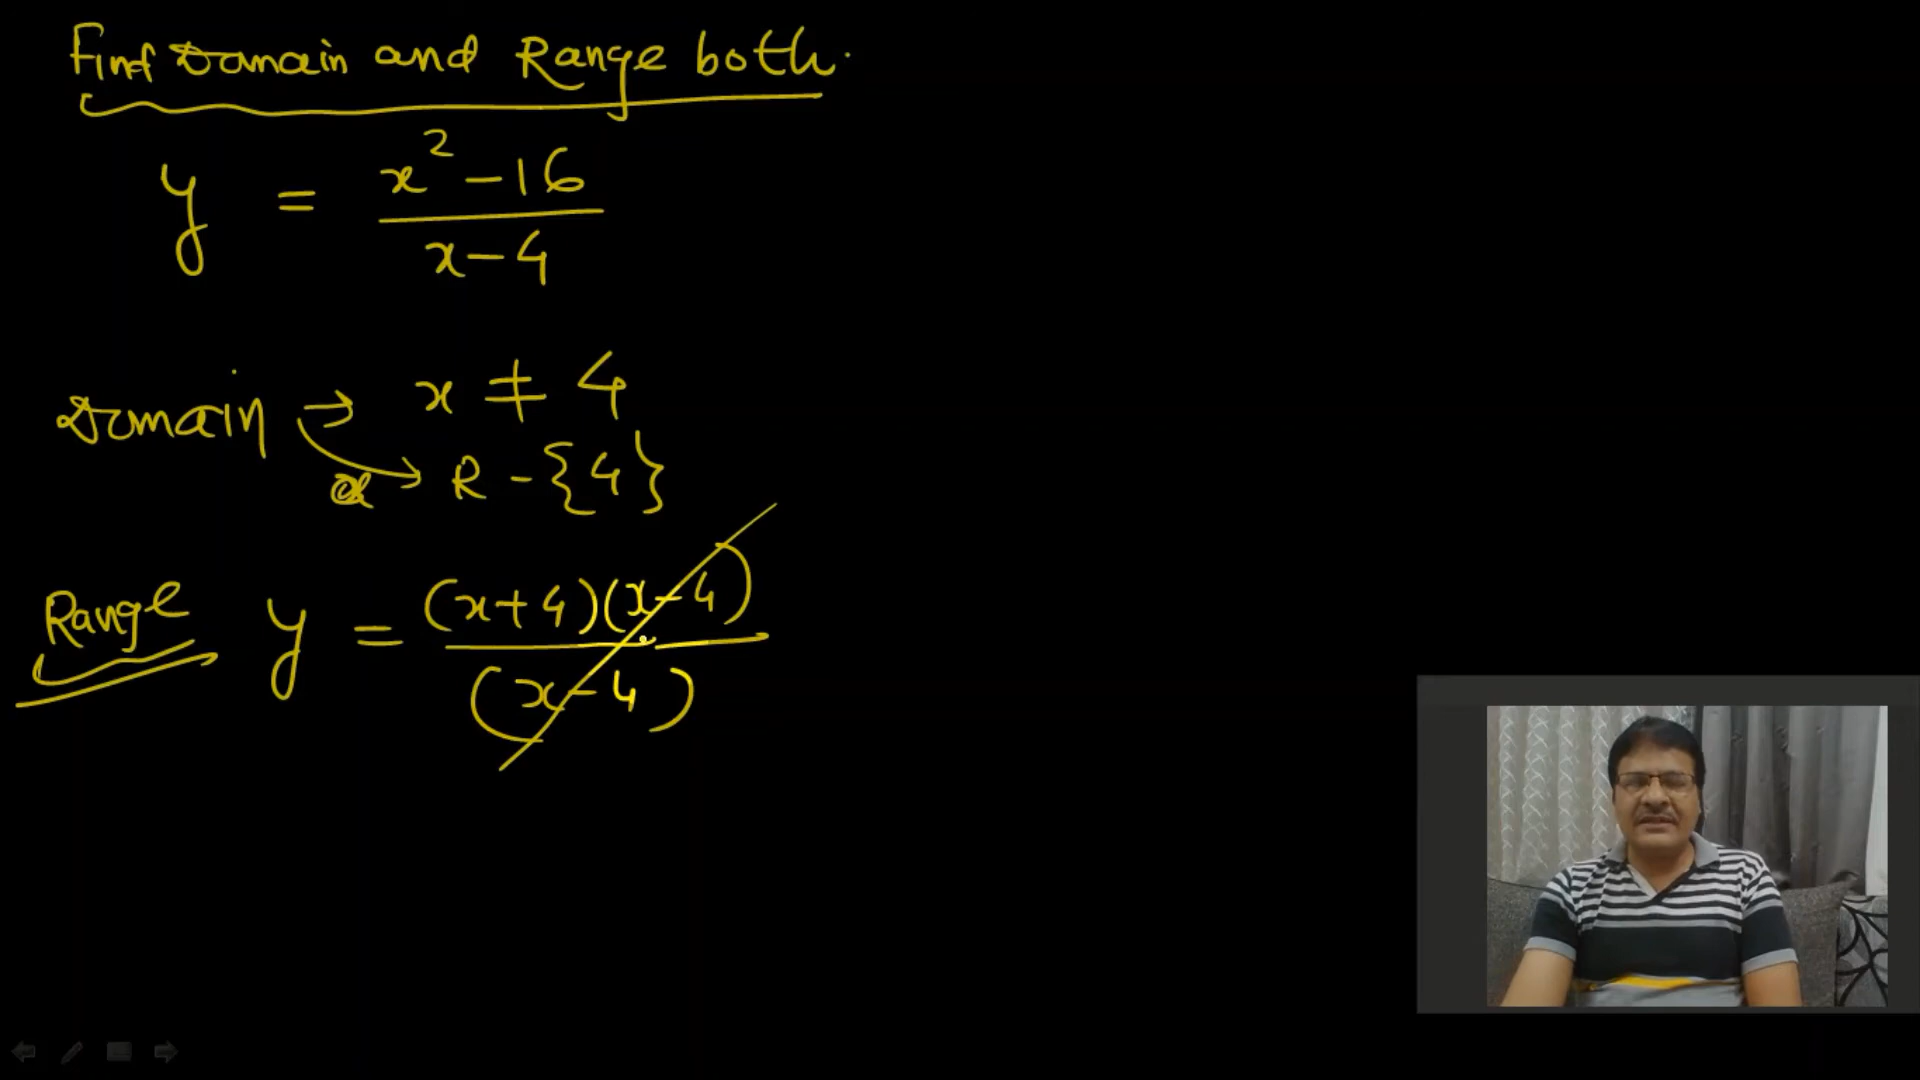 Find Domain and Range both.
y = x² - 16 / x - 4
Domain → x ≠ 4
→ R - {4}
Range y = (x+4)(x-4) / (x-4)